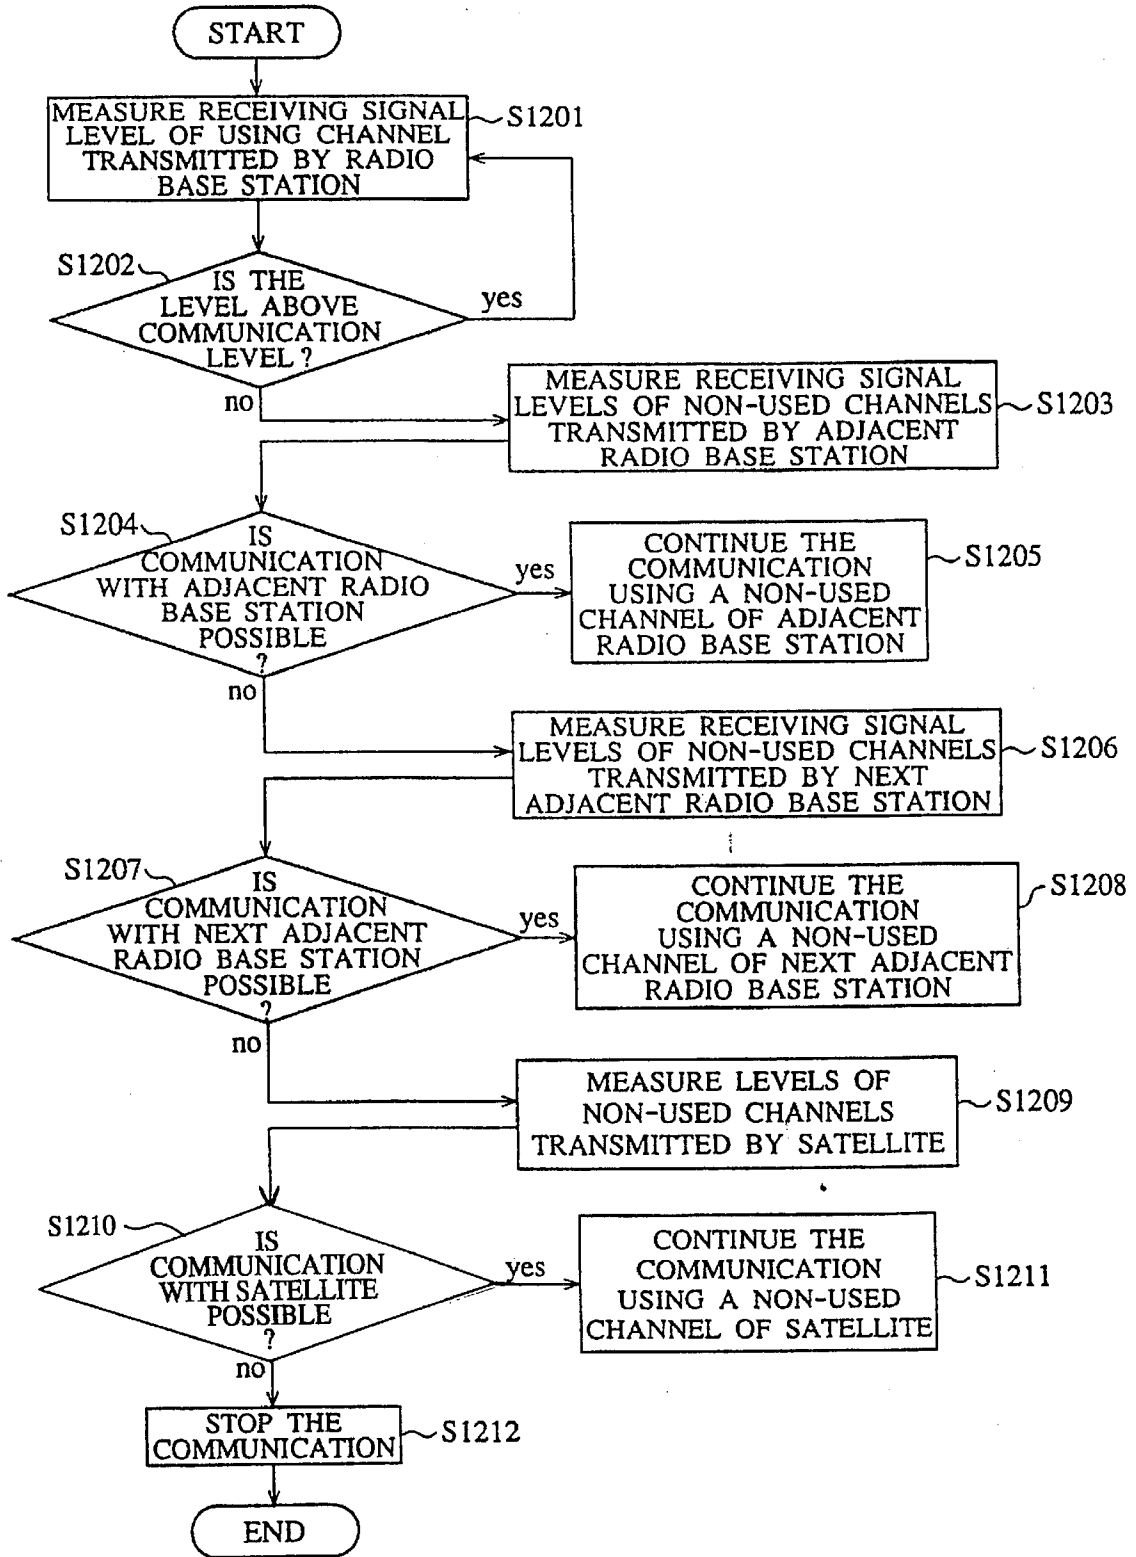 START
MEASURE RECEIVING SIGNAL
LEVEL OF USING CHANNEL
TRANSMITTED BY RADIO
BASE STATION
S1201
S1202
IS THE
LEVEL ABOVE
COMMUNICATION
LEVEL ?
yes
no
MEASURE RECEIVING SIGNAL
LEVELS OF NON-USED CHANNELS
TRANSMITTED BY ADJACENT
RADIO BASE STATION
S1203
S1204
IS
COMMUNICATION
WITH ADJACENT RADIO
BASE STATION
POSSIBLE
?
yes
no
CONTINUE THE
COMMUNICATION
USING A NON-USED
CHANNEL OF ADJACENT
RADIO BASE STATION
S1205
MEASURE RECEIVING SIGNAL
LEVELS OF NON-USED CHANNELS
TRANSMITTED BY NEXT
ADJACENT RADIO BASE STATION
S1206
S1207
IS
COMMUNICATION
WITH NEXT ADJACENT
RADIO BASE STATION
POSSIBLE
?
yes
no
CONTINUE THE
COMMUNICATION
USING A NON-USED
CHANNEL OF NEXT ADJACENT
RADIO BASE STATION
S1208
MEASURE LEVELS OF
NON-USED CHANNELS
TRANSMITTED BY SATELLITE
S1209
S1210
IS
COMMUNICATION
WITH SATELLITE
POSSIBLE
?
yes
no
CONTINUE THE
COMMUNICATION
USING A NON-USED
CHANNEL OF SATELLITE
S1211
STOP THE
COMMUNICATION
S1212
END